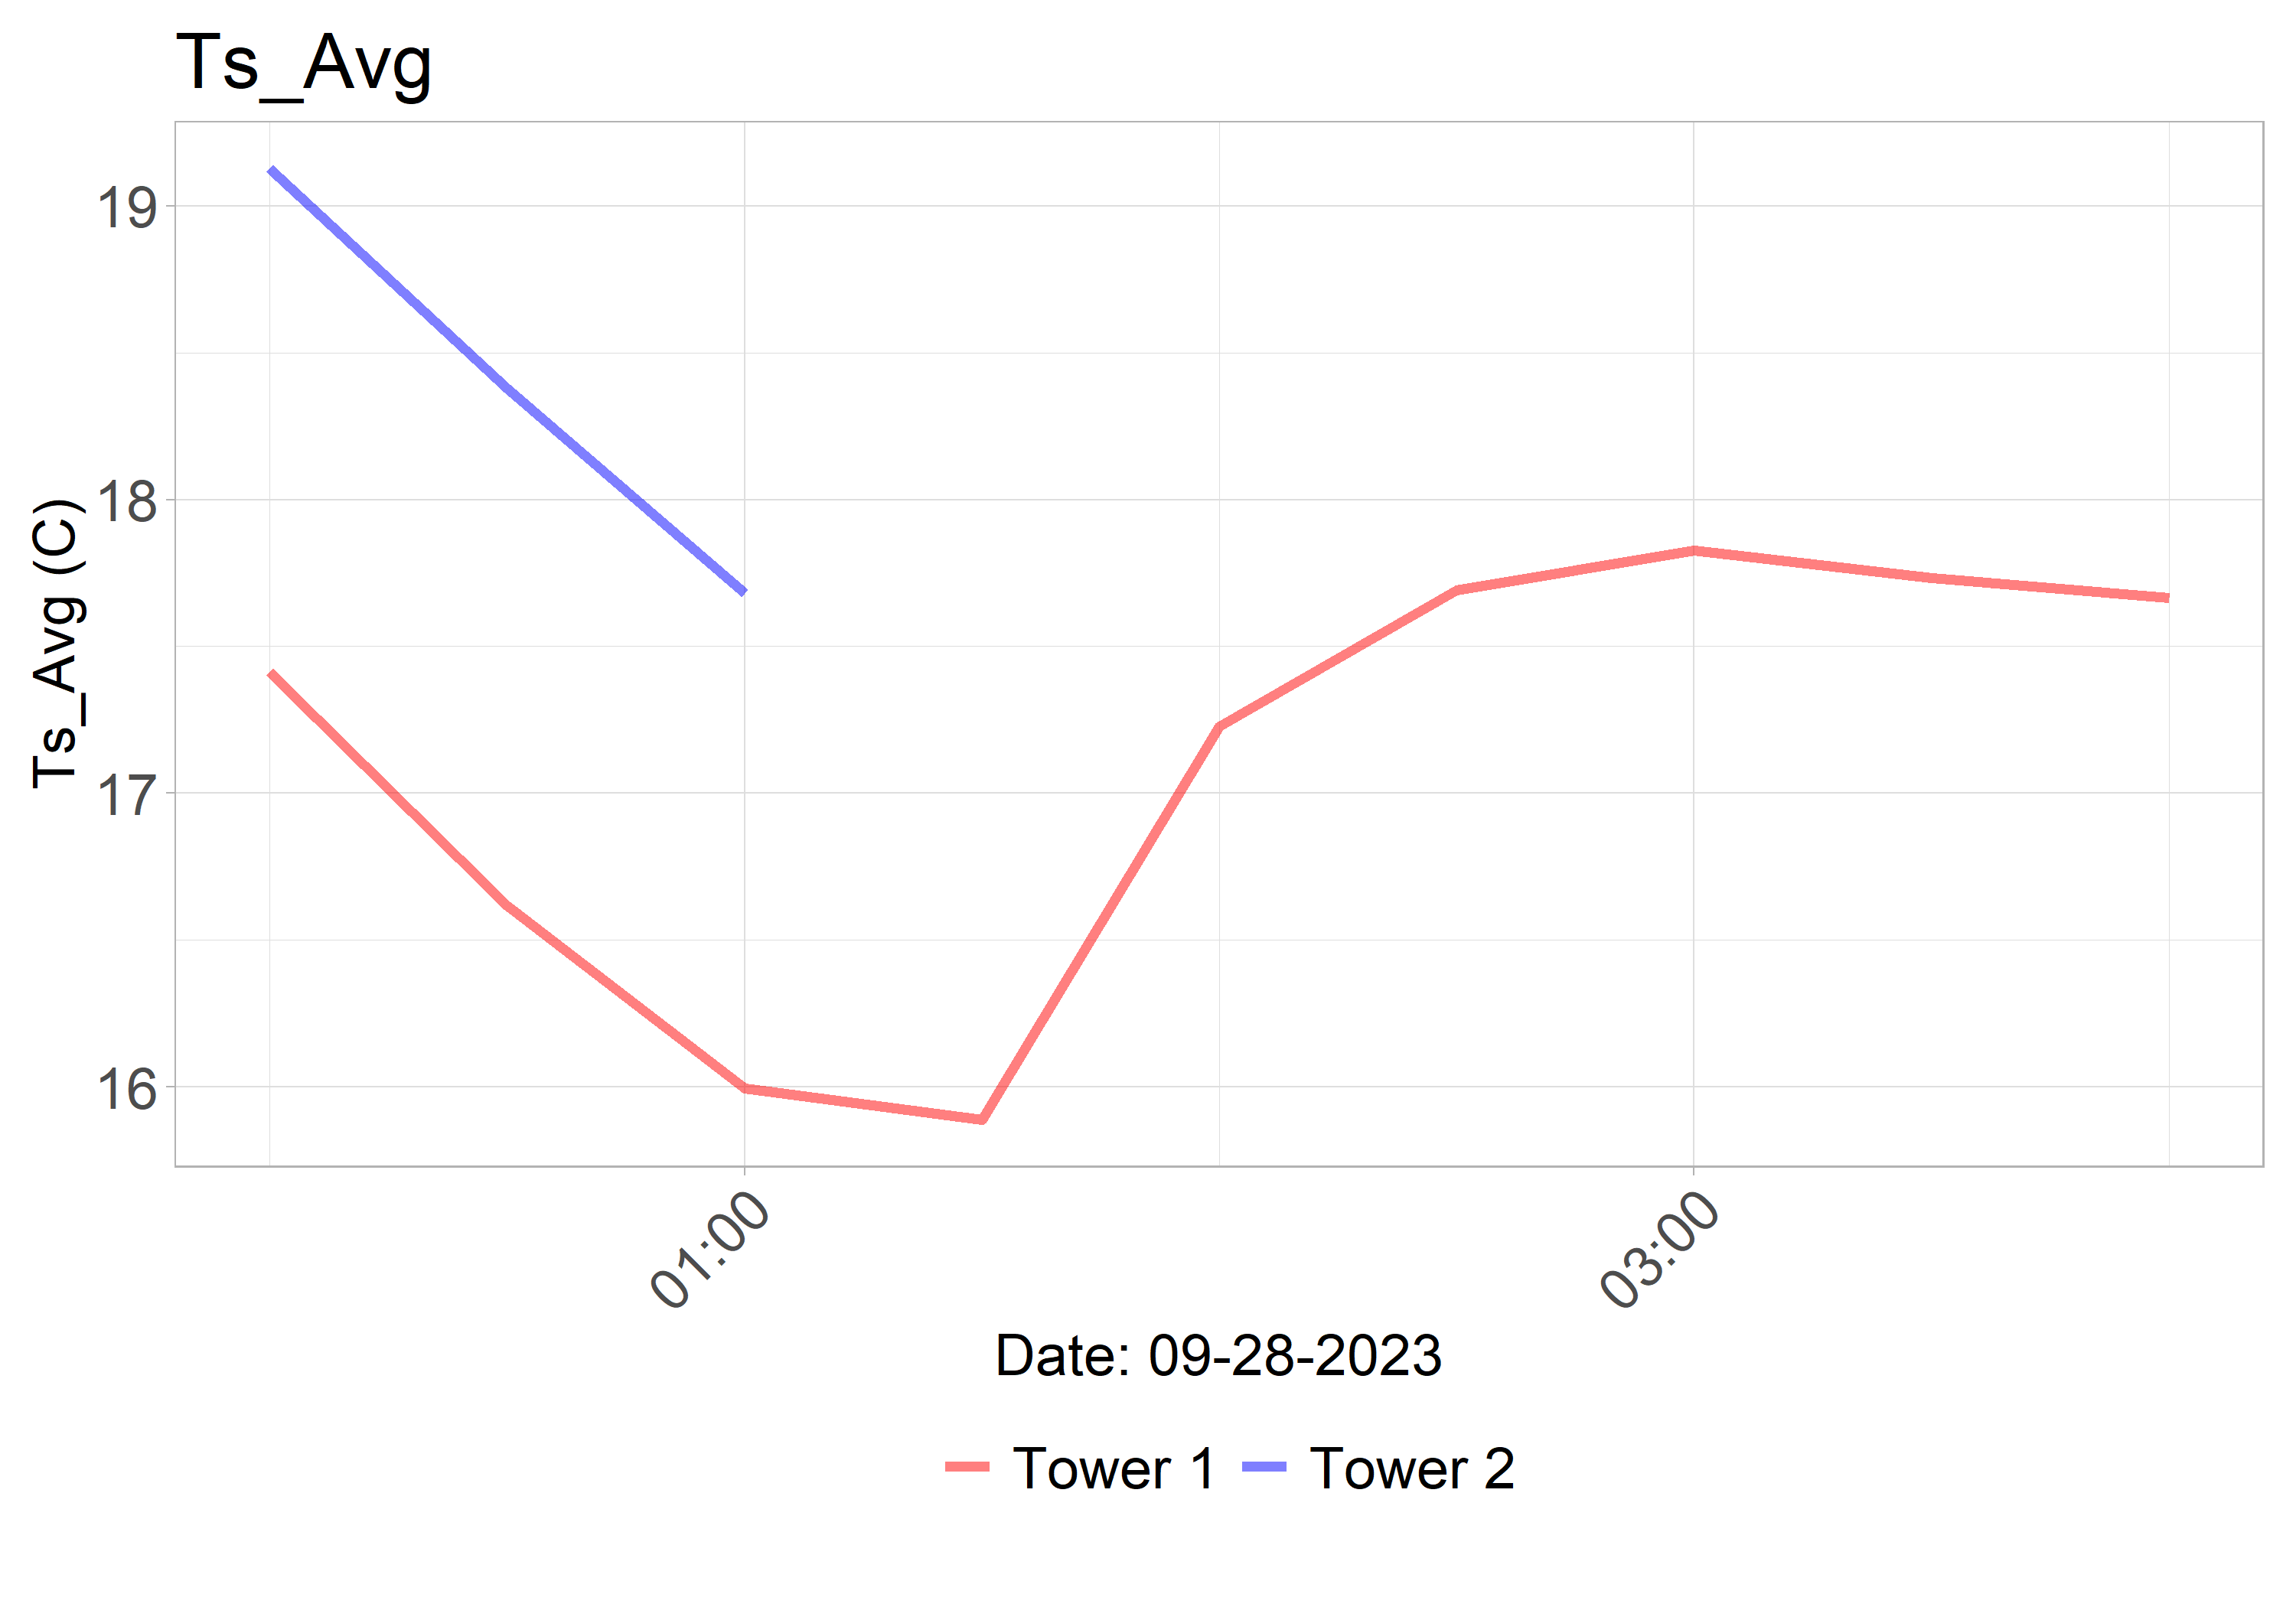 Ts_Avg
Ts_Avg (C)
19
18
17
16
01:00
03:00
Date: 09-28-2023
Tower 1 Tower 2